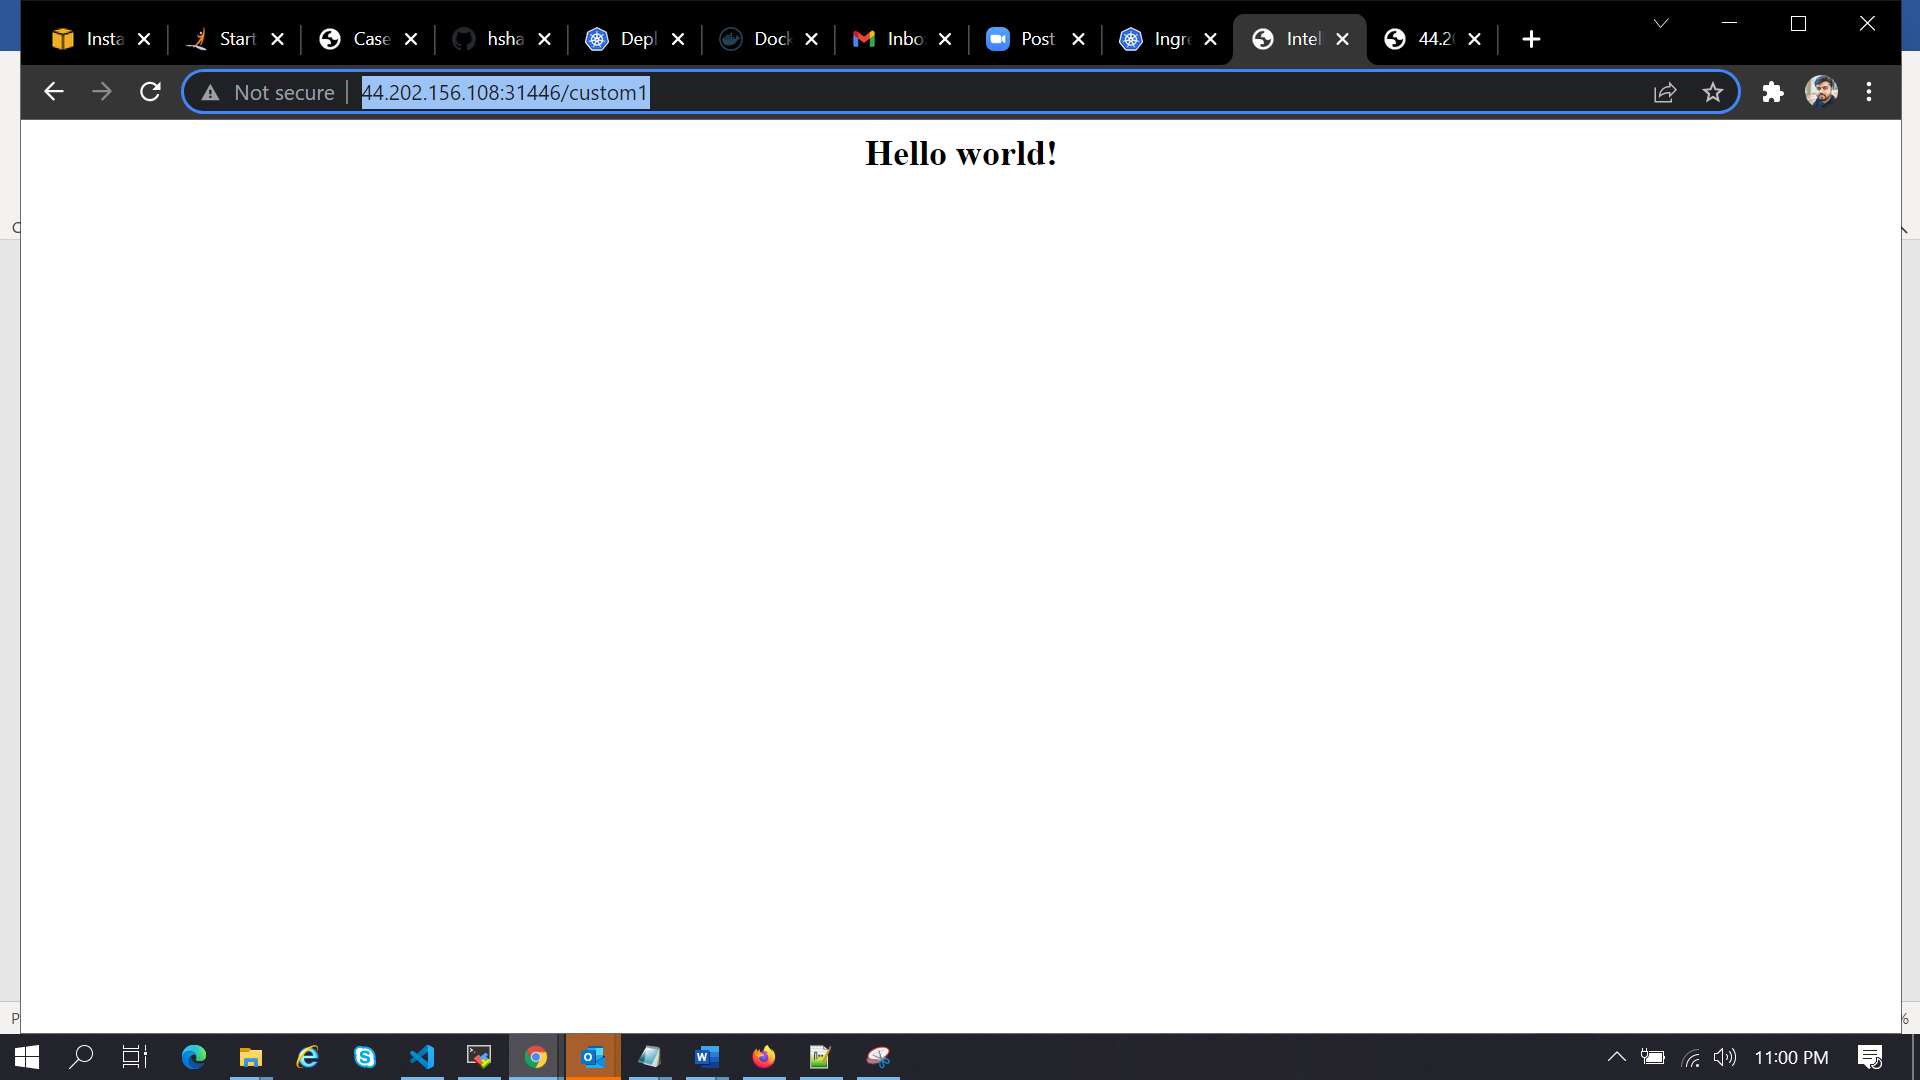 Insta
Start
Case
hsha
Depl
Dock
Inbo
Post
Ingre
Intel
44.20
Not secure
44.202.156.108:31446/custom1
Hello world!
11:00 PM